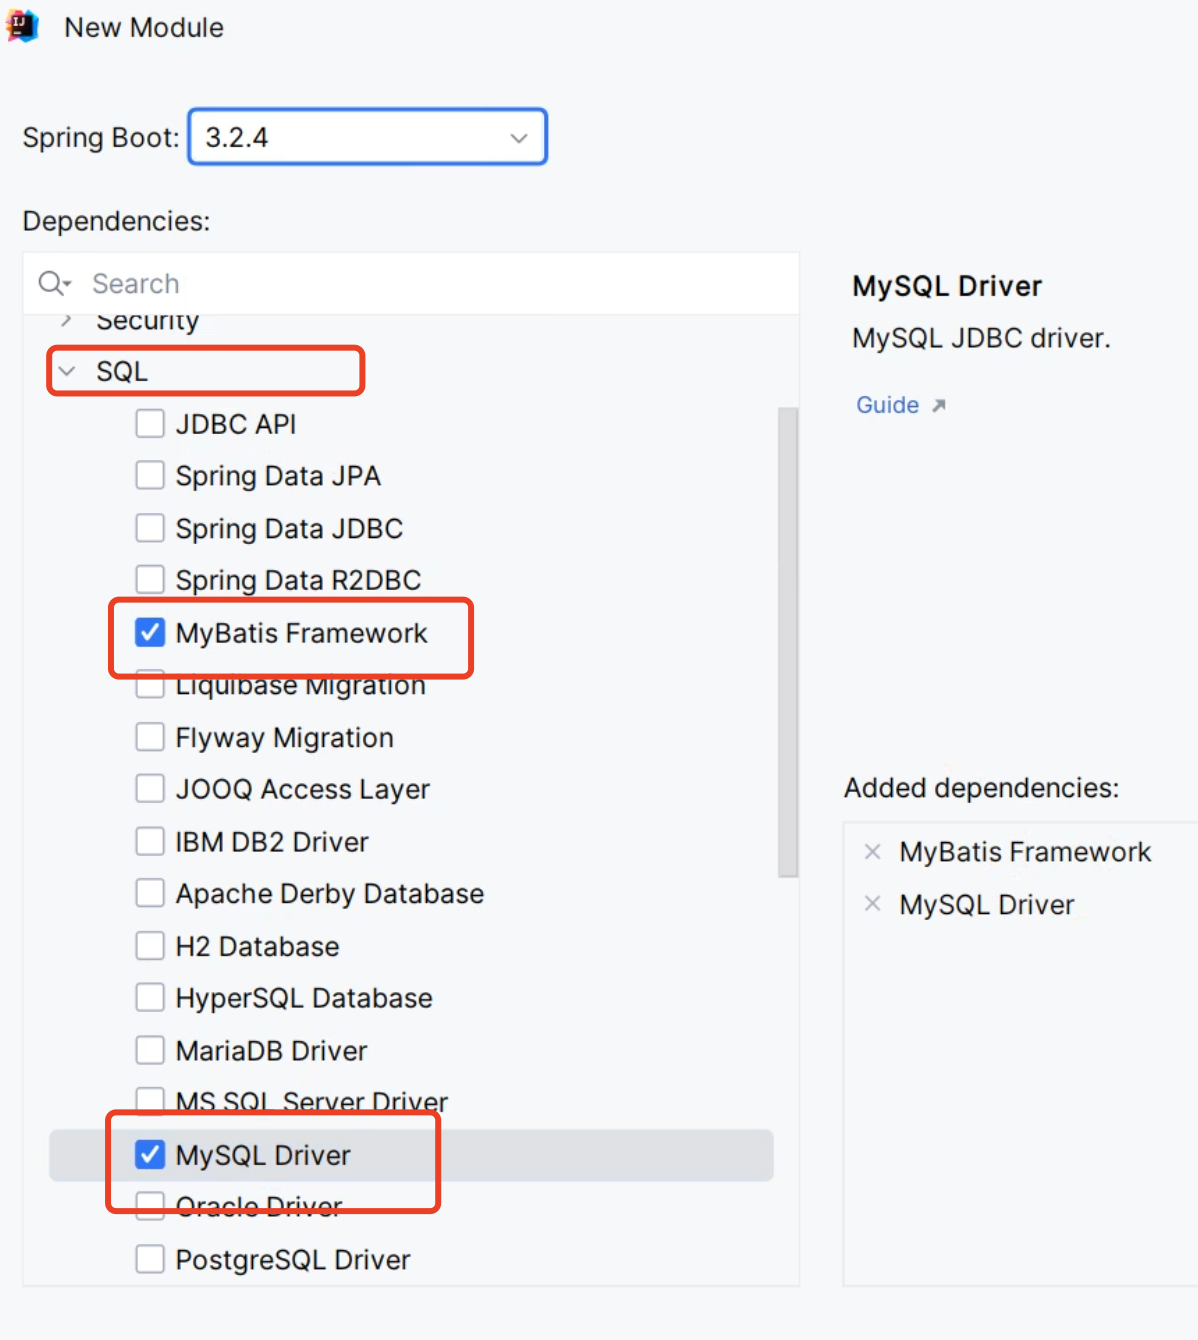 New Module
Spring Boot: 3.2.4
Dependencies:
Search
Security
SQL
JDBC API
Spring Data JPA
Spring Data JDBC
Spring Data R2DBC
MyBatis Framework
Liquibase Migration
Flyway Migration
JOOQ Access Layer
IBM DB2 Driver
Apache Derby Database
H2 Database
HyperSQL Database
MariaDB Driver
MS SQL Server Driver
MySQL Driver
Oracle Driver
PostgreSQL Driver
MySQL Driver
MySQL JDBC driver.
Guide
Added dependencies:
MyBatis Framework
MySQL Driver